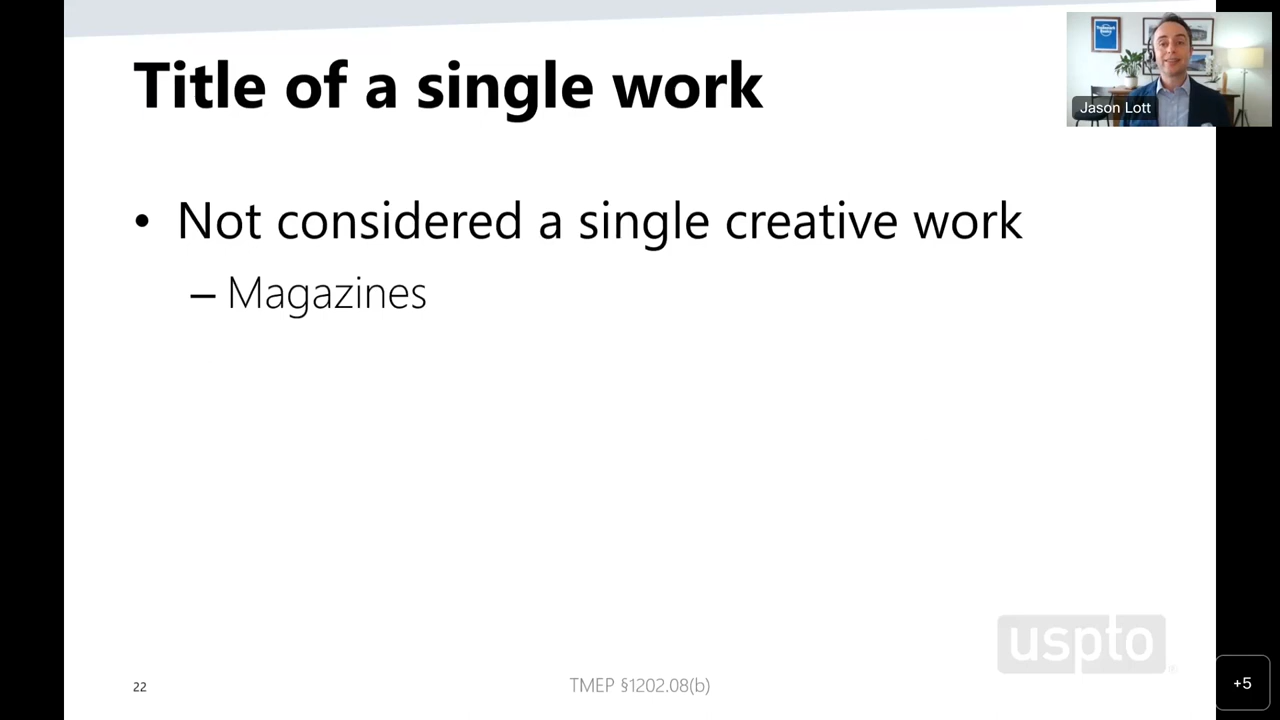 Title of a single work
Jason Lott
• Not considered a single creative work
– Magazines
uspto
22
TMEP §1202.08(b)
+5